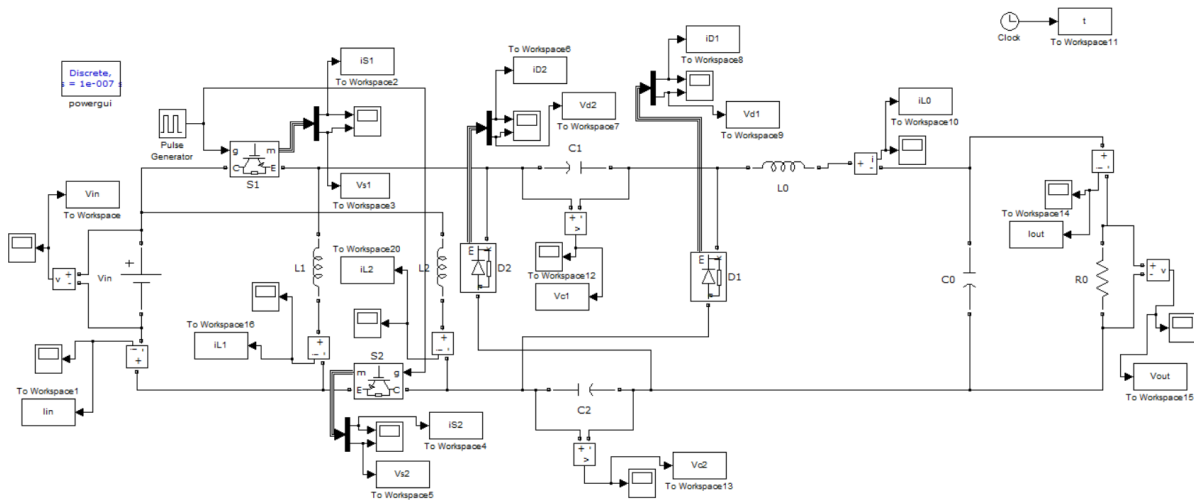 Discrete,
s = 1e-007 s
powergui
Pulse
Generator
iS1
To Workspace2
Vs1
To Workspace3
g
m
C
E
S1
Vin
To Workspace
v
+
-
+
Vin
To Workspace1
Iin
-
i
+
To Workspace16
iL1
L1
To Workspace20
iL2
L2
i
-
+
i
-
+
S2
m
g
E
C
iS2
To Workspace4
Vs2
To Workspace5
To Workspace6
iD2
Vd2
To Workspace7
E
D2
C1
+
-
v
To Workspace12
Vc1
C2
+
-
v
Vc2
To Workspace13
iD1
To Workspace8
Vd1
To Workspace9
E
D1
L0
+
i
-
iL0
To Workspace10
Clock
t
To Workspace11
C0
+
i
-
To Workspace14
Iout
R0
+
v
-
Vout
To Workspace15